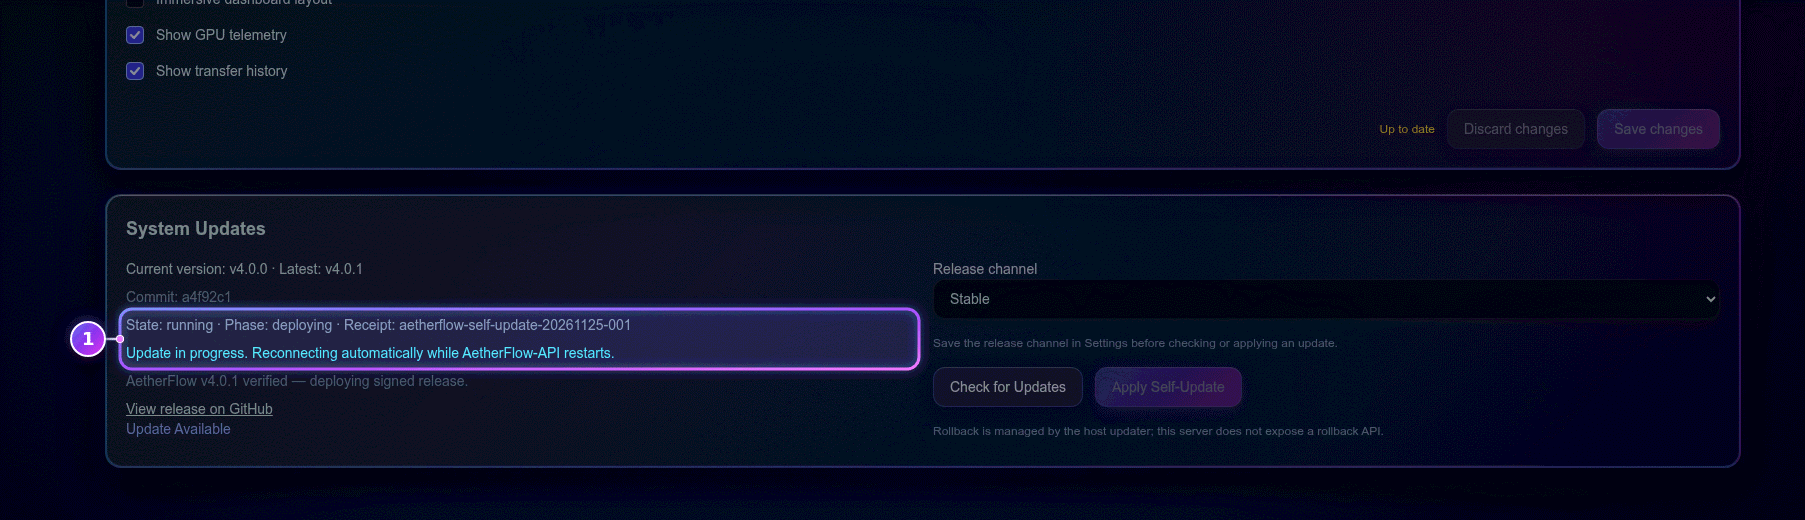 Immersive dashboard layout
Show GPU telemetry
Show transfer history
Up to date
Discard changes
Save changes
System Updates
Current version: v4.0.0 · Latest: v4.0.1
Commit: a4f92c1
1
State: running · Phase: deploying · Receipt: aetherflow-self-update-20261125-001
Update in progress. Reconnecting automatically while AetherFlow-API restarts.
AetherFlow v4.0.1 verified — deploying signed release.
View release on GitHub
Update Available
Release channel
Stable
Save the release channel in Settings before checking or applying an update.
Check for Updates
Apply Self-Update
Rollback is managed by the host updater; this server does not expose a rollback API.